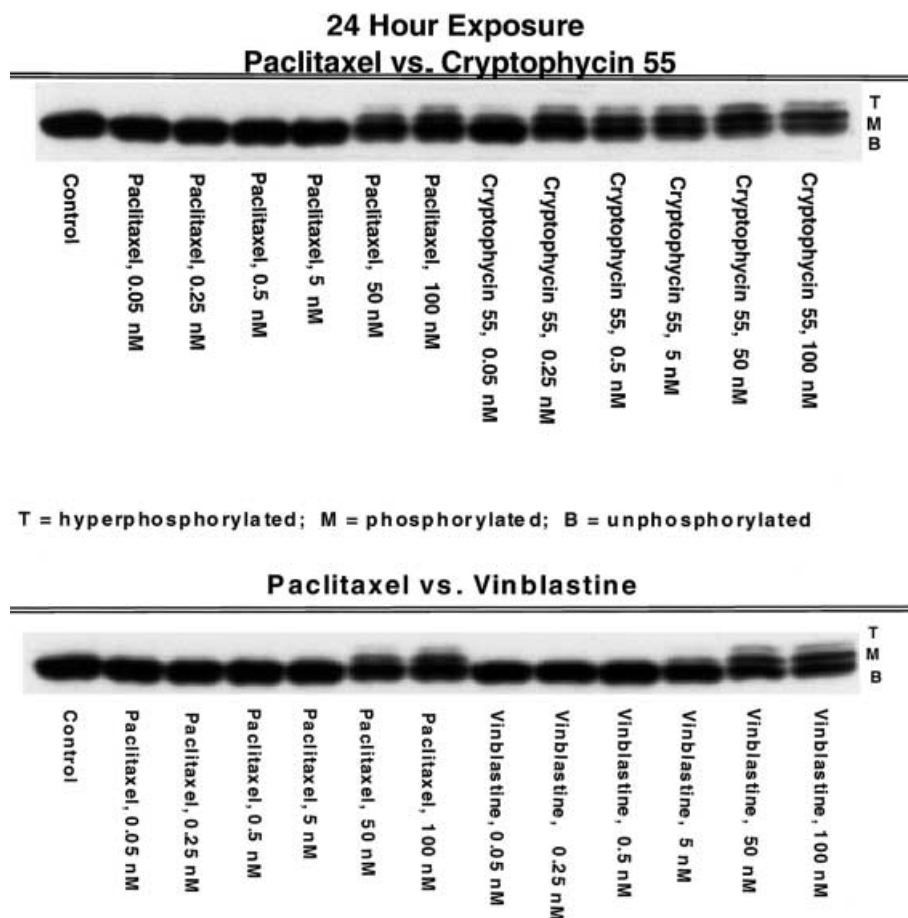 24 Hour Exposure
Paclitaxel vs. Cryptophycin 55
T
M
B
Control
Paclitaxel, 0.05 nM
Paclitaxel, 0.25 nM
Paclitaxel, 0.5 nM
Paclitaxel, 5 nM
Paclitaxel, 50 nM
Paclitaxel, 100 nM
Cryptophycin 55, 0.05 nM
Cryptophycin 55, 0.25 nM
Cryptophycin 55, 0.5 nM
Cryptophycin 55, 5 nM
Cryptophycin 55, 50 nM
Cryptophycin 55, 100 nM
T = hyperphosphorylated; M = phosphorylated; B = unphosphorylated
Paclitaxel vs. Vinblastine
T
M
B
Control
Paclitaxel, 0.05 nM
Paclitaxel, 0.25 nM
Paclitaxel, 0.5 nM
Paclitaxel, 5 nM
Paclitaxel, 50 nM
Paclitaxel, 100 nM
Vinblastine, 0.05 nM
Vinblastine, 0.25 nM
Vinblastine, 0.5 nM
Vinblastine, 5 nM
Vinblastine, 50 nM
Vinblastine, 100 nM